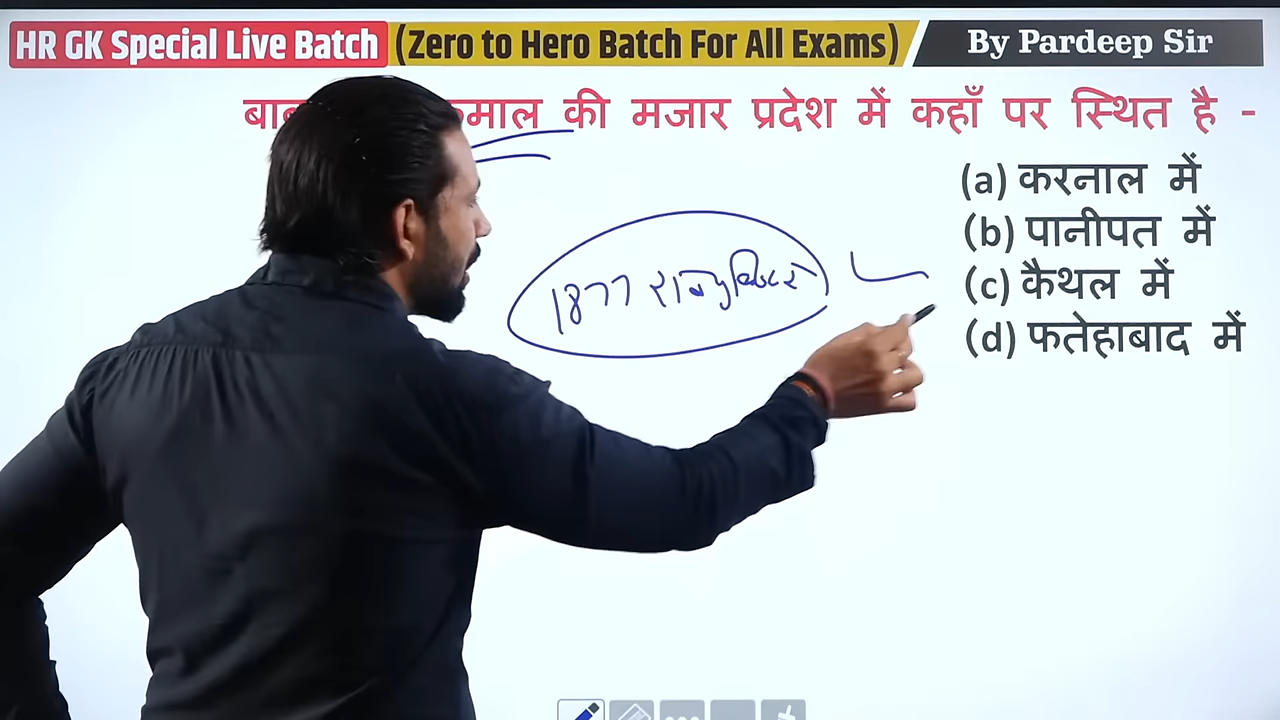 HR GK Special Live Batch (Zero to Hero Batch For All Exams) By Pardeep Sir
की मजार प्रदेश में कहाँ पर स्थित है -
(a) करनाल में
(b) पानीपत में
1877
(c) कैथल में
(d) फतेहाबाद में